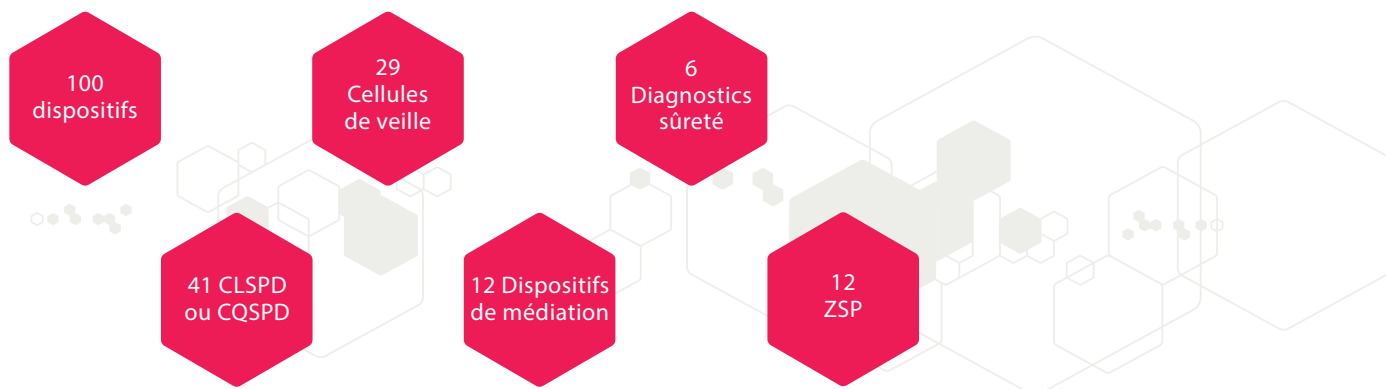 100
dispositifs
29
Cellules
de veille
6
Diagnostics
sûreté
41 CLSPD
ou CQSPD
12 Dispositifs
de médiation
12
ZSP